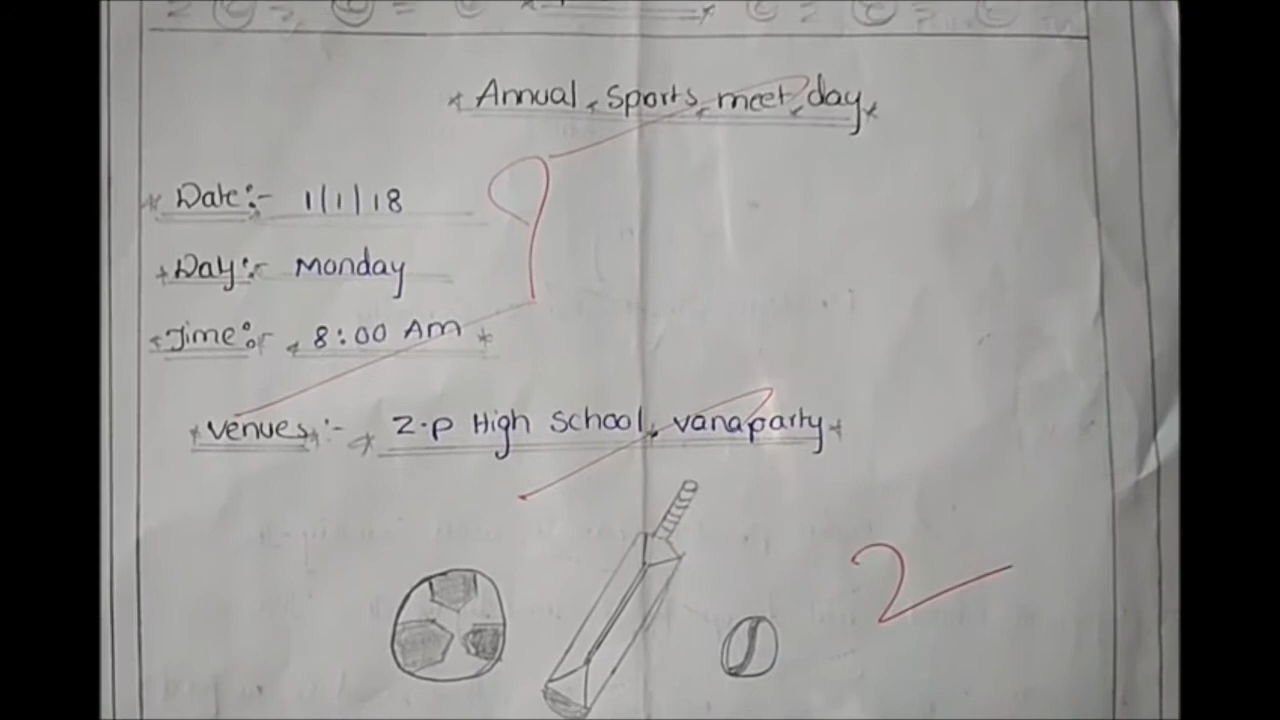 * Annual * Sports * meet * day *
* Date :- 1/1/18
* Day :- Monday
* Time :- * 8:00 Am *
* Venues * :- * Z.P High School, vanaparty *
2